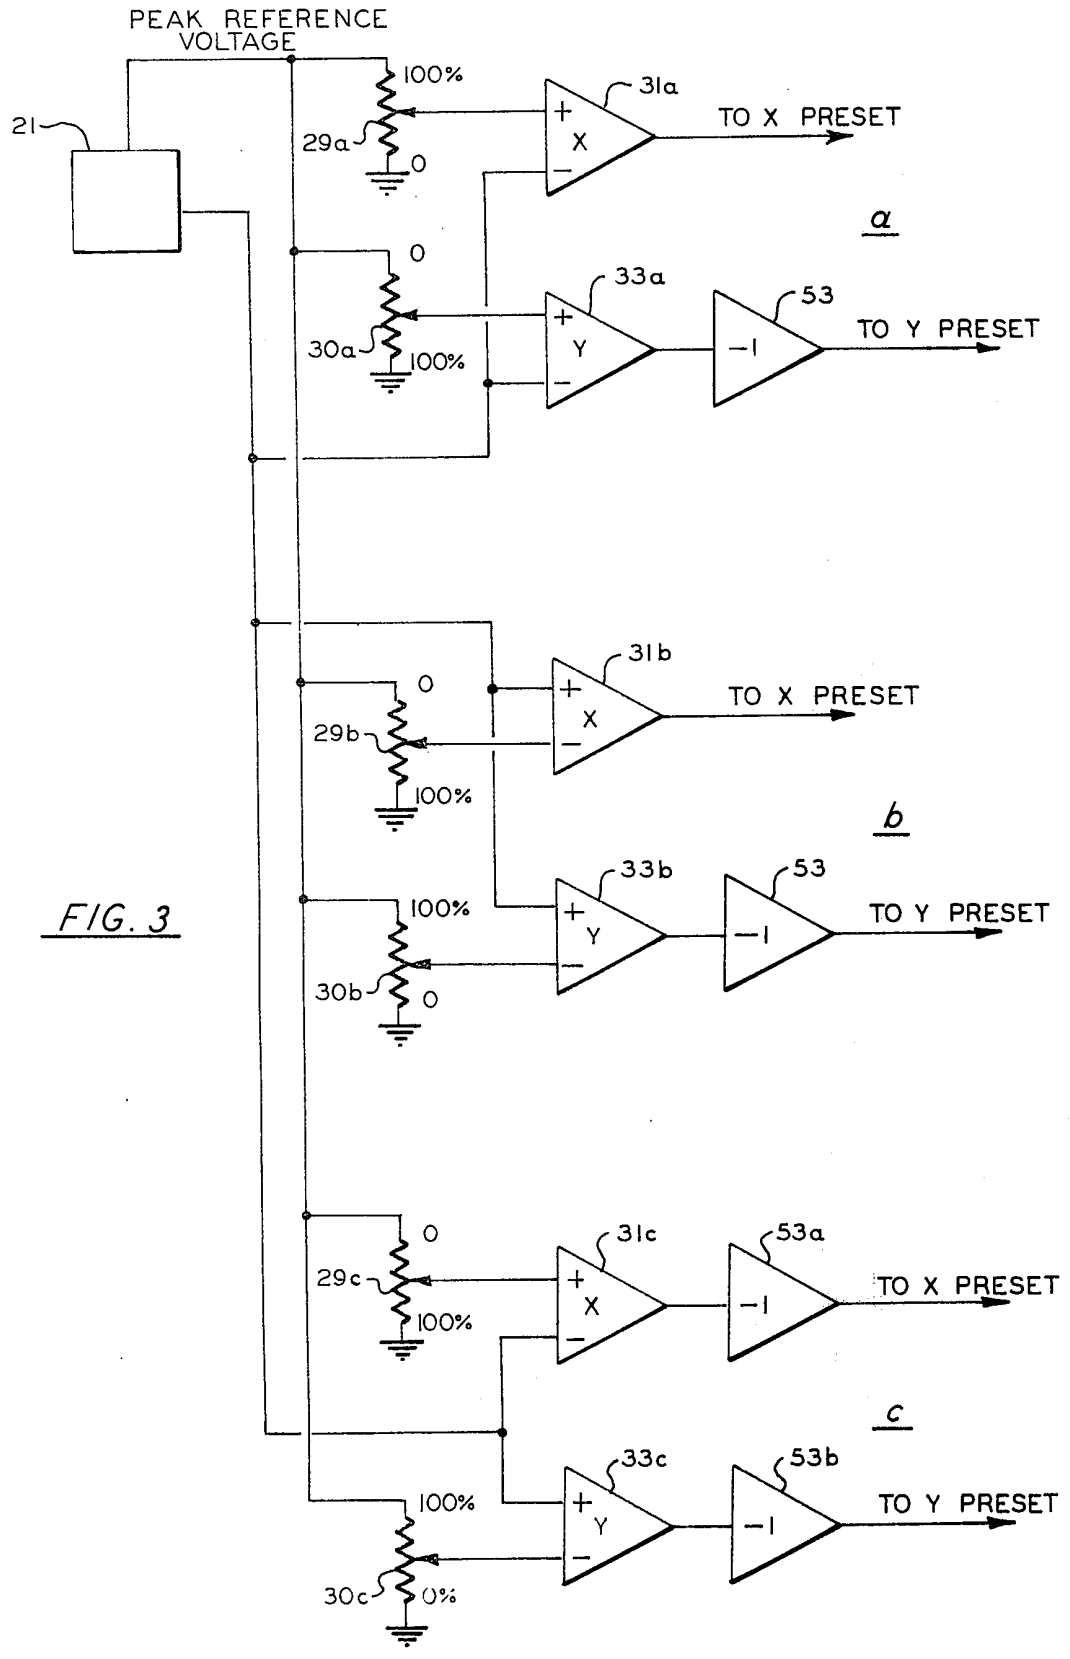 PEAK REFERENCE
VOLTAGE
21
100%
29a
0
+
X
−
31a
TO X PRESET
a
0
30a
100%
+
Y
−
33a
−1
53
TO Y PRESET
0
29b
100%
+
X
−
31b
TO X PRESET
b
FIG. 3
100%
30b
0
+
Y
−
33b
−1
53
TO Y PRESET
0
29c
100%
+
X
−
31c
−1
53a
TO X PRESET
c
100%
30c
0%
+
Y
−
33c
−1
53b
TO Y PRESET